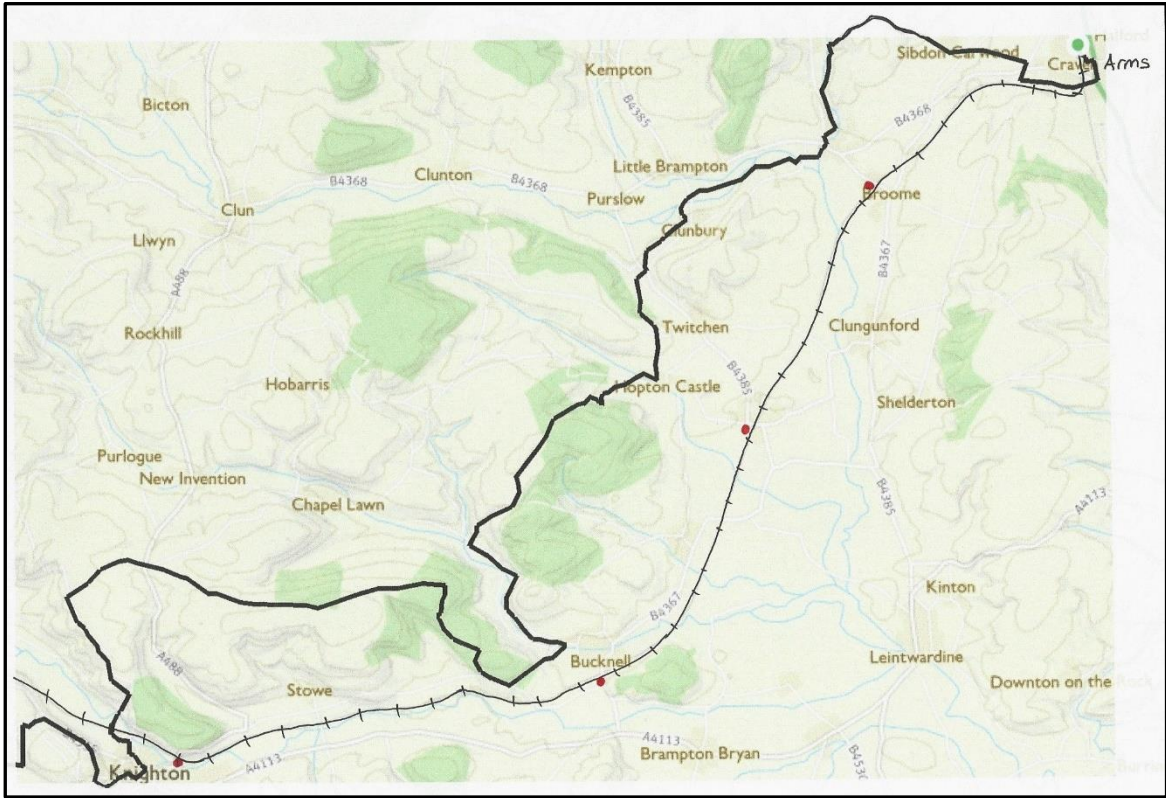 Sibdon Carwood
Craven
Arms
Kempton
Bicton
B4385
B4368
Little Brampton
Clunton
B4368
B4368
Purslow
Broome
Clun
Clunbury
Llwyn
B4367
A488
Twitchen
Clungunford
Rockhill
Hobarris
Hopton Castle
B4385
Shelderton
Purlogue
New Invention
Chapel Lawn
B4385
A4113
Kinton
B4367
Bucknell
Leintwardine
A488
Stowe
Downton on the
Rock
Brampton Bryan
A4113
Knighton
A4113